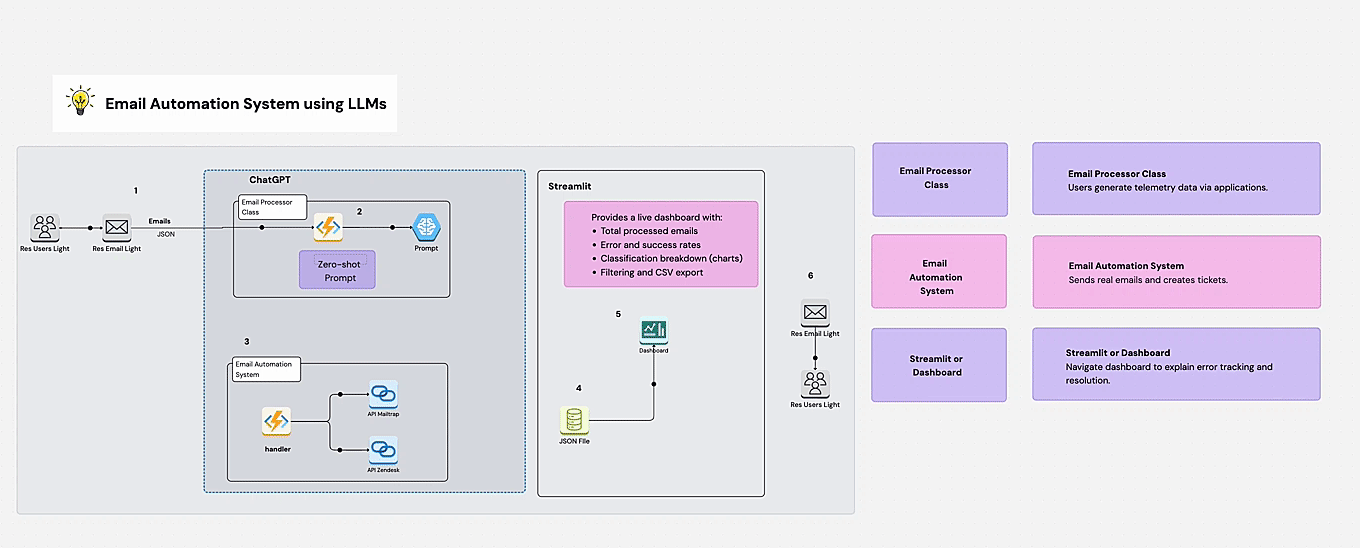 Email Automation System using LLMs
1
Res Users Light
Res Email Light
Emails
JSON
ChatGPT
Email Processor
Class
2
Prompt
Zero-shot
Prompt
3
Email Automation
System
handler
API Mailtrap
API Zendesk
Streamlit
Provides a live dashboard with:
• Total processed emails
• Error and success rates
• Classification breakdown (charts)
• Filtering and CSV export
5
Dashboard
4
JSON FIle
6
Res Email Light
Res Users Light
Email Processor
Class
Email Processor Class
Users generate telemetry data via applications.
Email
Automation
System
Email Automation System
Sends real emails and creates tickets.
Streamlit or
Dashboard
Streamlit or Dashboard
Navigate dashboard to explain error tracking and
resolution.